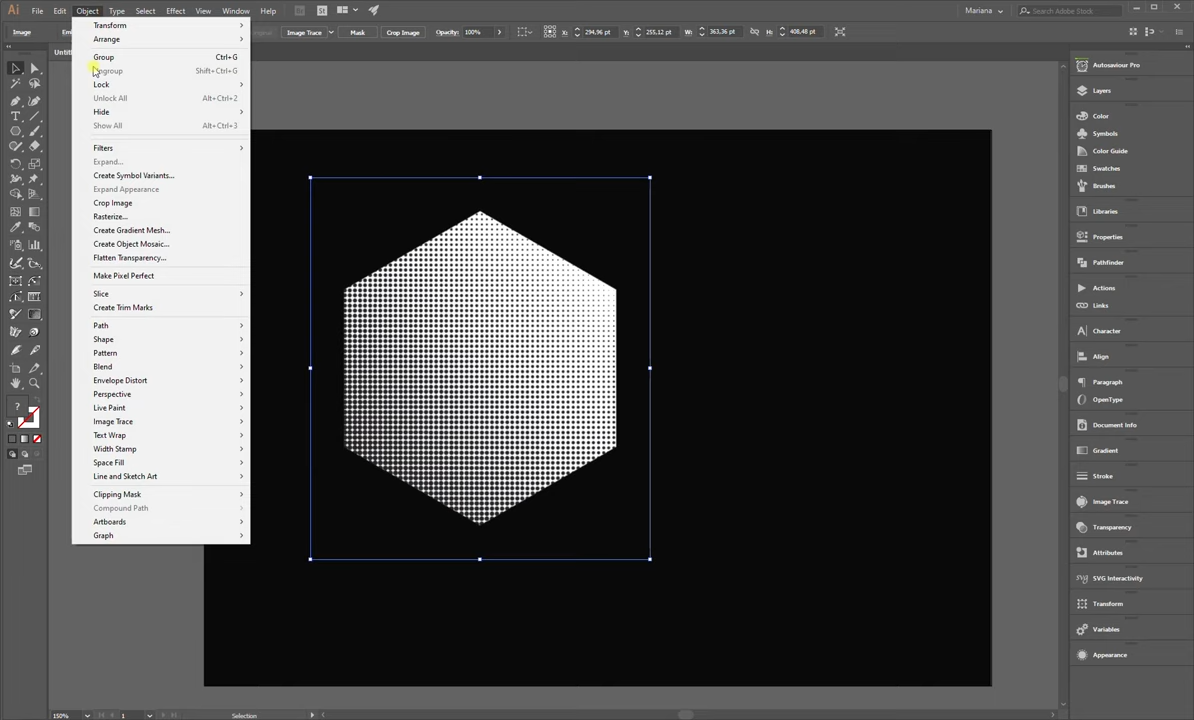 Ai File Edit Object Type Select Effect View Window Help Br St Mariana Search Adobe Stock
Image Image Trace Mask Crop Image Opacity: 100% X: 294,96 pt Y: 255,12 pt W: 363,36 pt H: 408,48 pt
Transform
Arrange
Group Ctrl+G
Shift+Ctrl+G
Lock
Unlock All Alt+Ctrl+2
Hide
Show All Alt+Ctrl+3
Filters
Expand...
Create Symbol Variants...
Expand Appearance
Crop Image
Rasterize...
Create Gradient Mesh...
Create Object Mosaic...
Flatten Transparency...
Make Pixel Perfect
Slice
Create Trim Marks
Path
Shape
Pattern
Blend
Envelope Distort
Perspective
Live Paint
Image Trace
Text Wrap
Width Stamp
Space Fill
Line and Sketch Art
Clipping Mask
Compound Path
Artboards
Graph
Autosaviour Pro
Layers
Color
Symbols
Color Guide
Swatches
Brushes
Libraries
Properties
Pathfinder
Actions
Links
Character
Align
Paragraph
OpenType
Document Info
Gradient
Stroke
Image Trace
Transparency
Attributes
SVG Interactivity
Transform
Variables
Appearance
150% 1 Selection